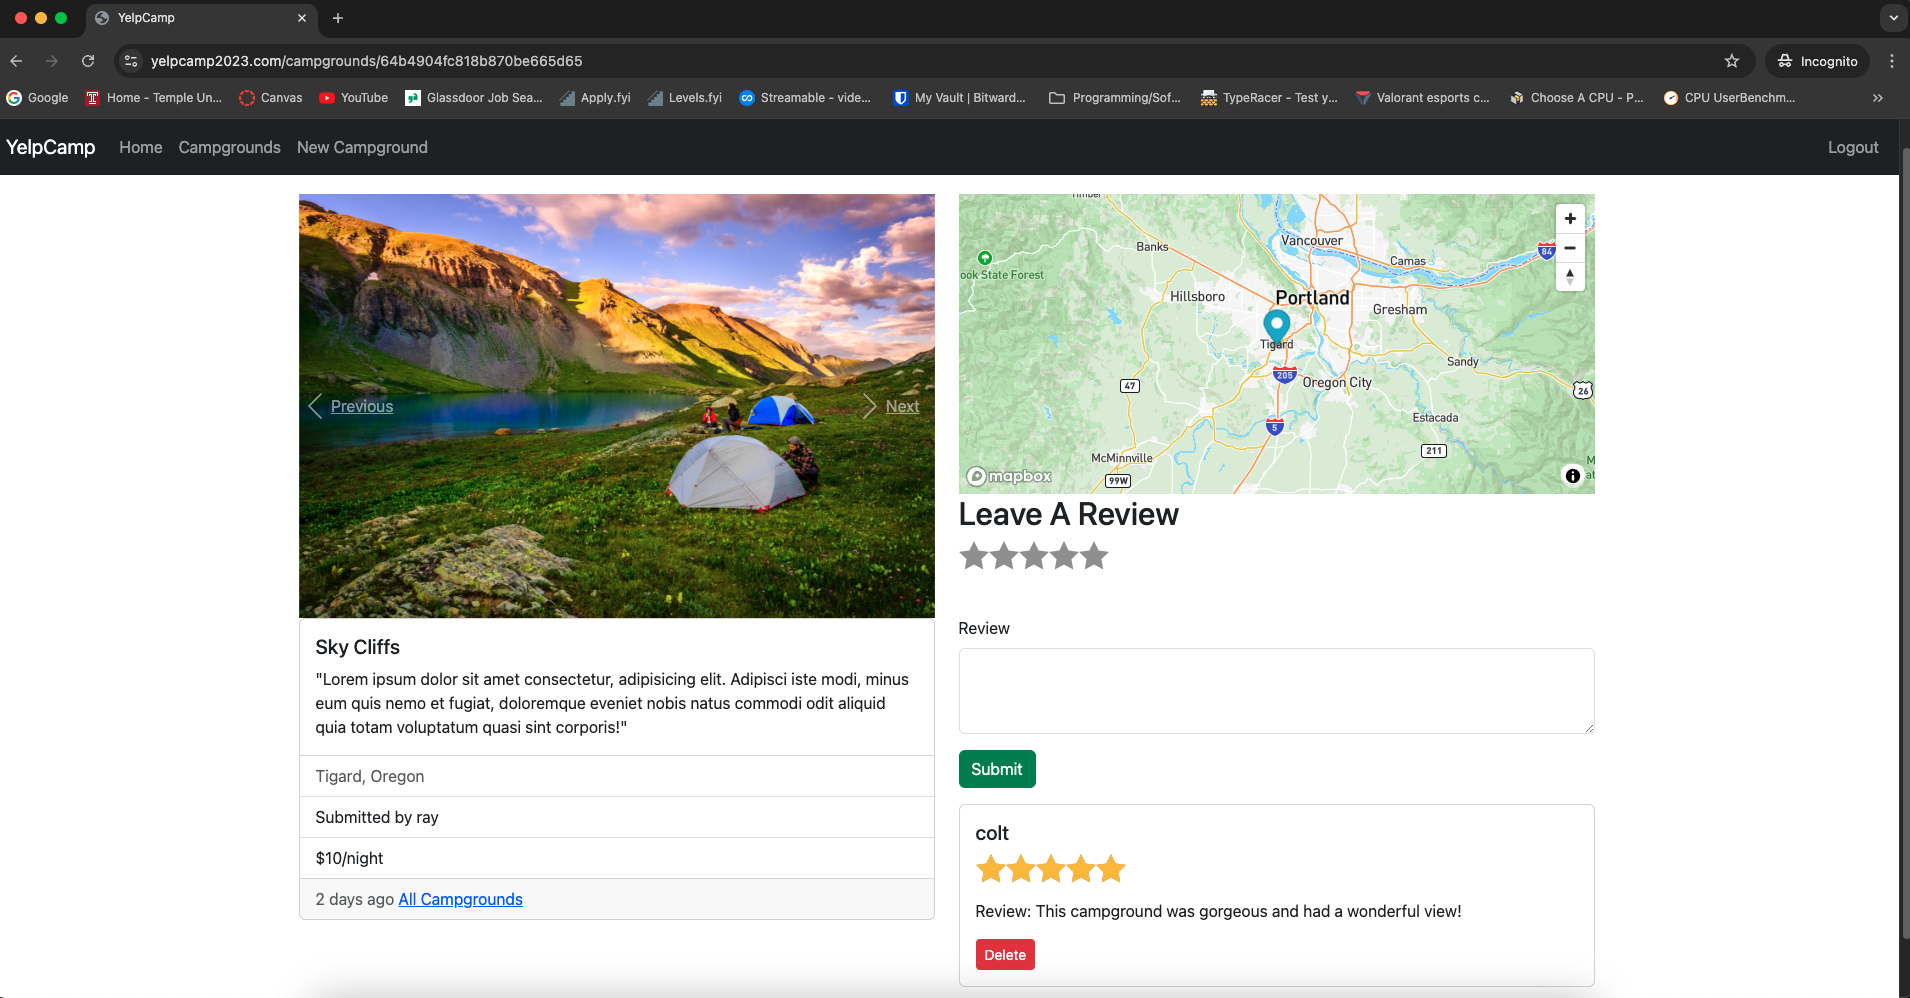 YelpCamp
yelpcamp2023.com/campgrounds/64b4904fc818b870be665d65
Incognito
Google
Home - Temple Un...
Canvas
YouTube
Glassdoor Job Sea...
Apply.fyi
Levels.fyi
Streamable - vide...
My Vault | Bitward...
Programming/Sof...
TypeRacer - Test y...
Valorant esports c...
Choose A CPU - P...
CPU UserBenchm...
YelpCamp
Home
Campgrounds
New Campground
Logout
Previous
Next
Sky Cliffs
"Lorem ipsum dolor sit amet consectetur, adipisicing elit. Adipisci iste modi, minus
eum quis nemo et fugiat, doloremque eveniet nobis natus commodi odit aliquid
quia totam voluptatum quasi sint corporis!"
Tigard, Oregon
Submitted by ray
$10/night
2 days ago All Campgrounds
Vancouver
Banks
Camas
84
ook State Forest
Hillsboro
Portland
Gresham
Tigard
Sandy
205
47
Oregon City
26
Estacada
5
211
McMinnville
99W
mapbox
Leave A Review
Review
Submit
colt
Review: This campground was gorgeous and had a wonderful view!
Delete